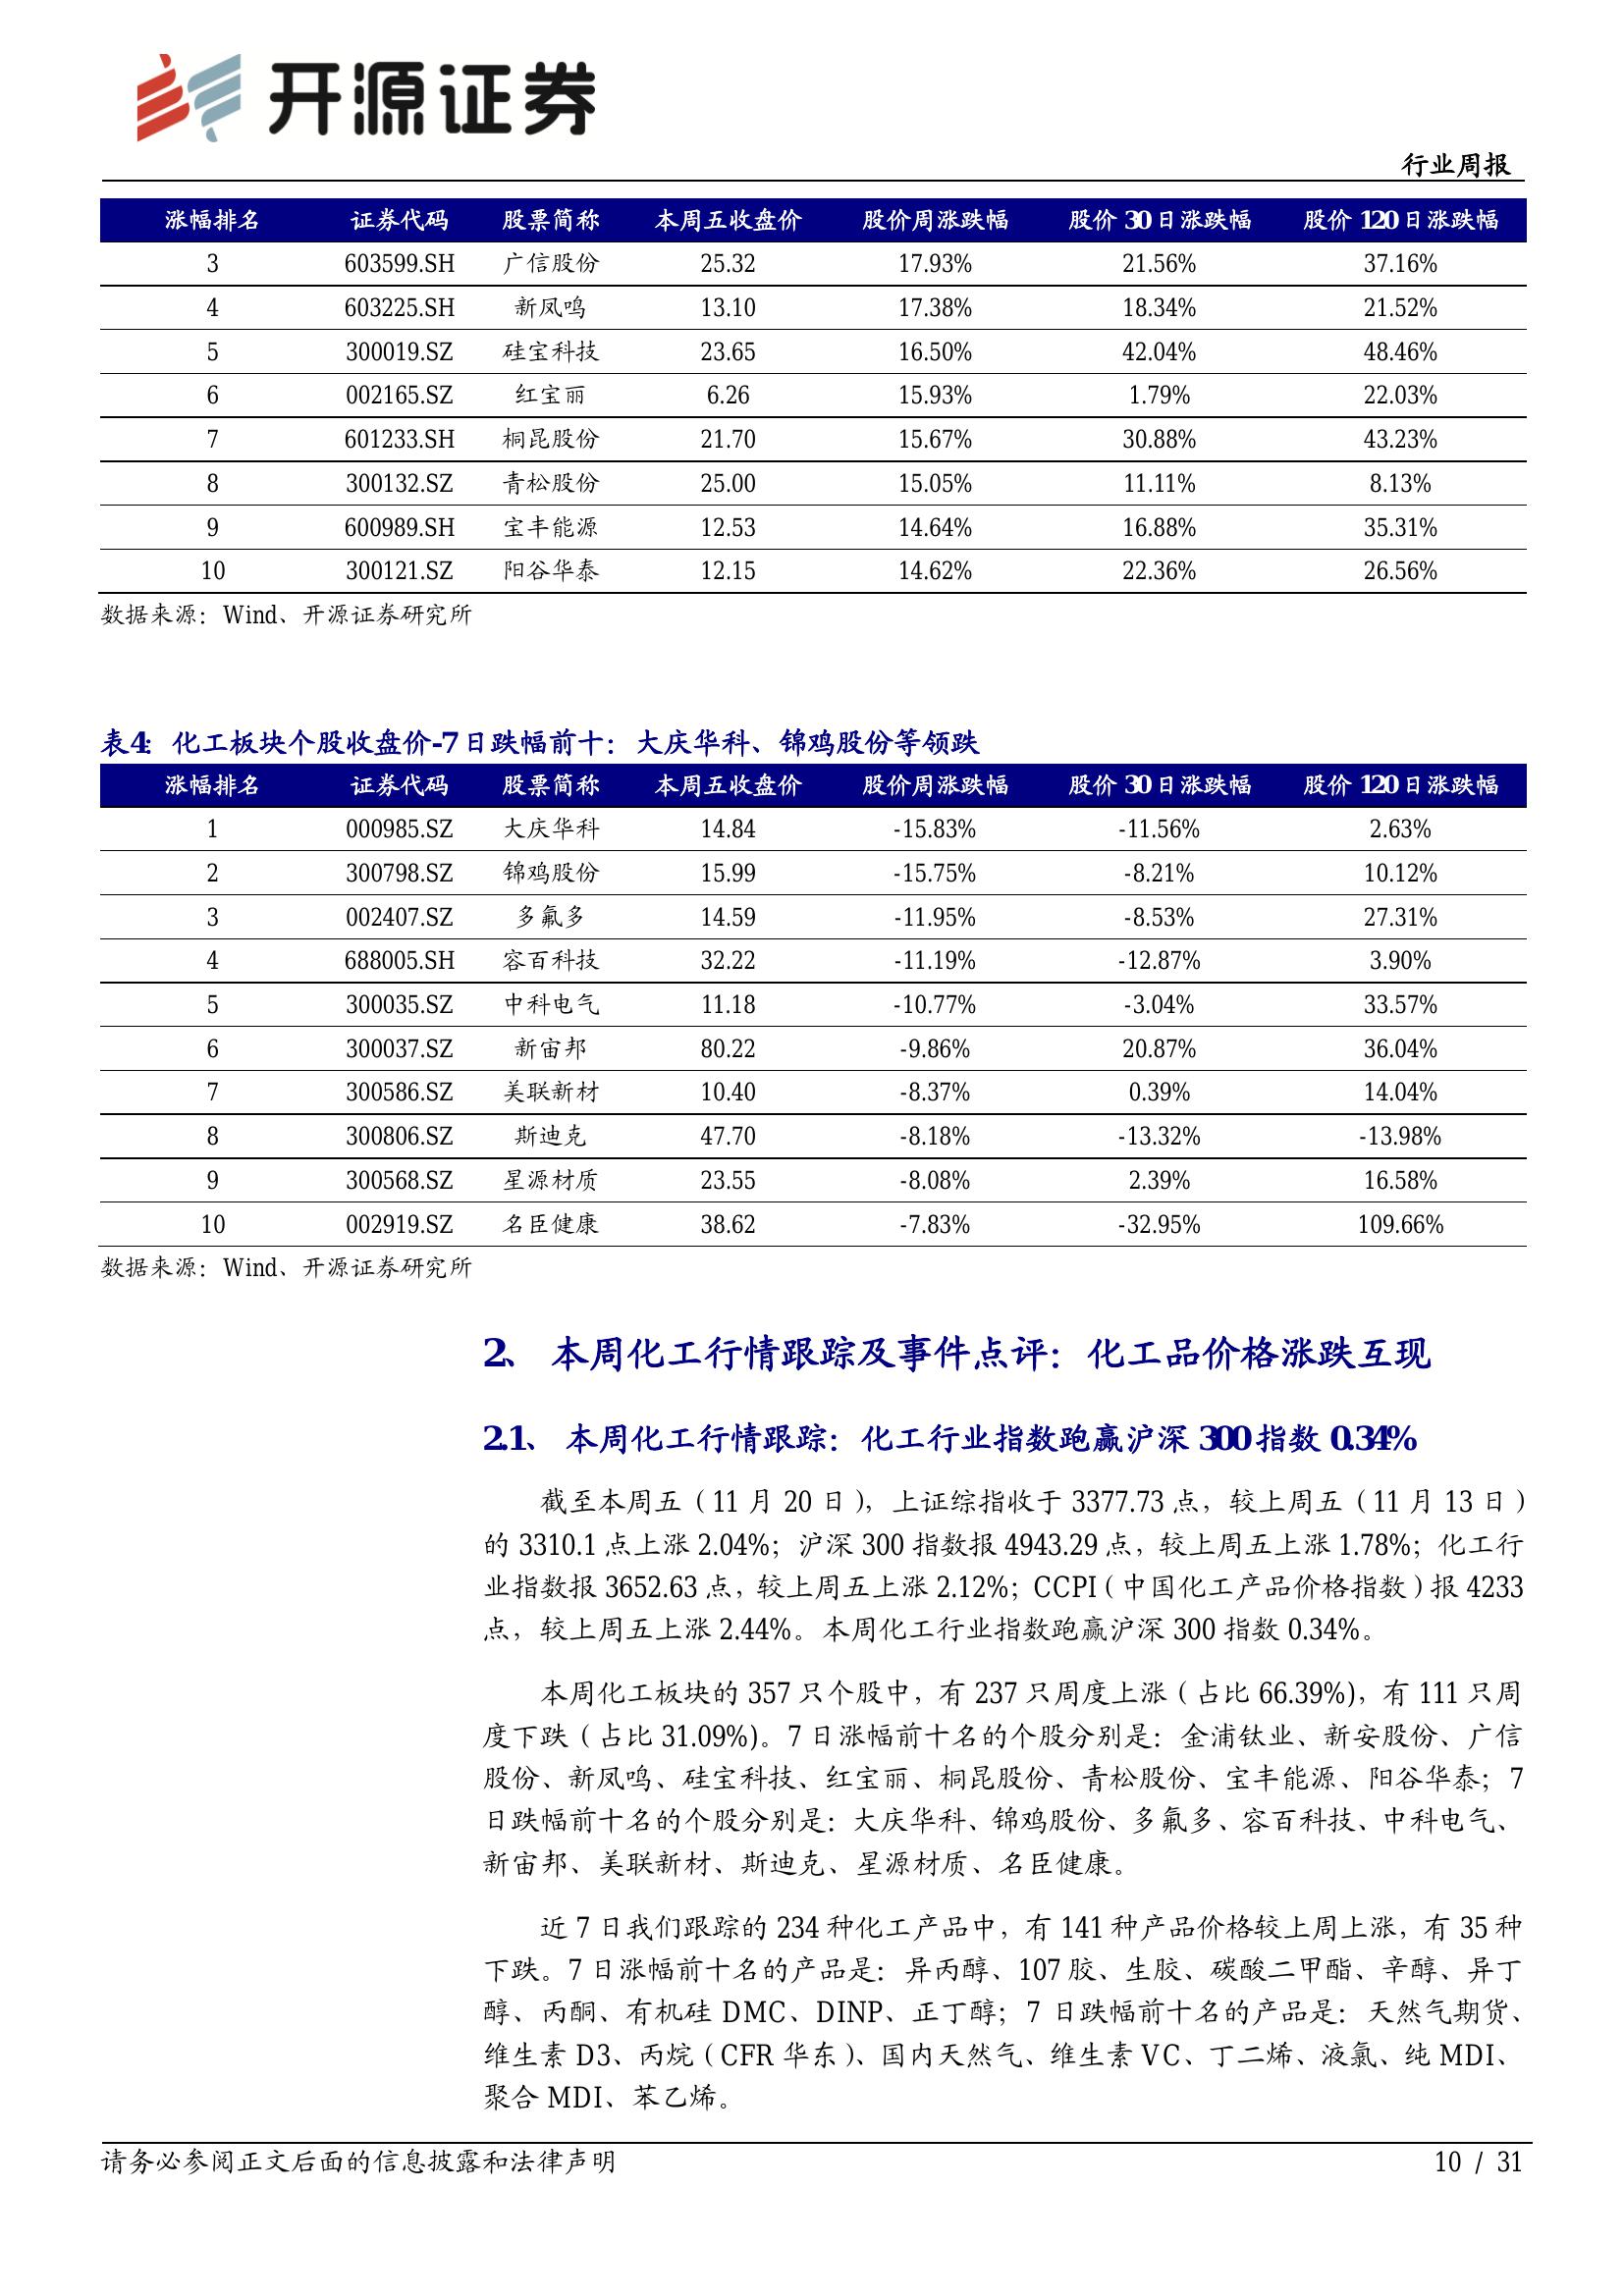 开源证券
行业周报
涨幅排名 证券代码 股票简称 本周五收盘价 股价周涨跌幅 股价 30 日涨跌幅 股价 120 日涨跌幅
3 603599.SH 广信股份 25.32 17.93% 21.56% 37.16%
4 603225.SH 新凤鸣 13.10 17.38% 18.34% 21.52%
5 300019.SZ 硅宝科技 23.65 16.50% 42.04% 48.46%
6 002165.SZ 红宝丽 6.26 15.93% 1.79% 22.03%
7 601233.SH 桐昆股份 21.70 15.67% 30.88% 43.23%
8 300132.SZ 青松股份 25.00 15.05% 11.11% 8.13%
9 600989.SH 宝丰能源 12.53 14.64% 16.88% 35.31%
10 300121.SZ 阳谷华泰 12.15 14.62% 22.36% 26.56%
数据来源：Wind、开源证券研究所
表4：化工板块个股收盘价-7 日跌幅前十：大庆华科、锦鸡股份等领跌
涨幅排名 证券代码 股票简称 本周五收盘价 股价周涨跌幅 股价 30 日涨跌幅 股价 120 日涨跌幅
1 000985.SZ 大庆华科 14.84 -15.83% -11.56% 2.63%
2 300798.SZ 锦鸡股份 15.99 -15.75% -8.21% 10.12%
3 002407.SZ 多氟多 14.59 -11.95% -8.53% 27.31%
4 688005.SH 容百科技 32.22 -11.19% -12.87% 3.90%
5 300035.SZ 中科电气 11.18 -10.77% -3.04% 33.57%
6 300037.SZ 新宙邦 80.22 -9.86% 20.87% 36.04%
7 300586.SZ 美联新材 10.40 -8.37% 0.39% 14.04%
8 300806.SZ 斯迪克 47.70 -8.18% -13.32% -13.98%
9 300568.SZ 星源材质 23.55 -8.08% 2.39% 16.58%
10 002919.SZ 名臣健康 38.62 -7.83% -32.95% 109.66%
数据来源：Wind、开源证券研究所
2、 本周化工行情跟踪及事件点评：化工品价格涨跌互现
2.1、 本周化工行情跟踪：化工行业指数跑赢沪深 300 指数 0.34%
截至本周五（11 月 20 日），上证综指收于 3377.73 点，较上周五（11 月 13 日）
的 3310.1 点上涨 2.04%；沪深 300 指数报 4943.29 点，较上周五上涨 1.78%；化工行
业指数报 3652.63 点，较上周五上涨 2.12%；CCPI（中国化工产品价格指数）报 4233
点，较上周五上涨 2.44%。本周化工行业指数跑赢沪深 300 指数 0.34%。
本周化工板块的 357 只个股中，有 237 只周度上涨（占比 66.39%)，有 111 只周
度下跌（占比 31.09%)。7 日涨幅前十名的个股分别是：金浦钛业、新安股份、广信
股份、新凤鸣、硅宝科技、红宝丽、桐昆股份、青松股份、宝丰能源、阳谷华泰；7
日跌幅前十名的个股分别是：大庆华科、锦鸡股份、多氟多、容百科技、中科电气、
新宙邦、美联新材、斯迪克、星源材质、名臣健康。
近 7 日我们跟踪的 234 种化工产品中，有 141 种产品价格较上周上涨，有 35 种
下跌。7 日涨幅前十名的产品是：异丙醇、107 胶、生胶、碳酸二甲酯、辛醇、异丁
醇、丙酮、有机硅 DMC、DINP、正丁醇；7 日跌幅前十名的产品是：天然气期货、
维生素 D3、丙烷（CFR 华东）、国内天然气、维生素 VC、丁二烯、液氯、纯 MDI、
聚合 MDI、苯乙烯。
请务必参阅正文后面的信息披露和法律声明
10 / 31